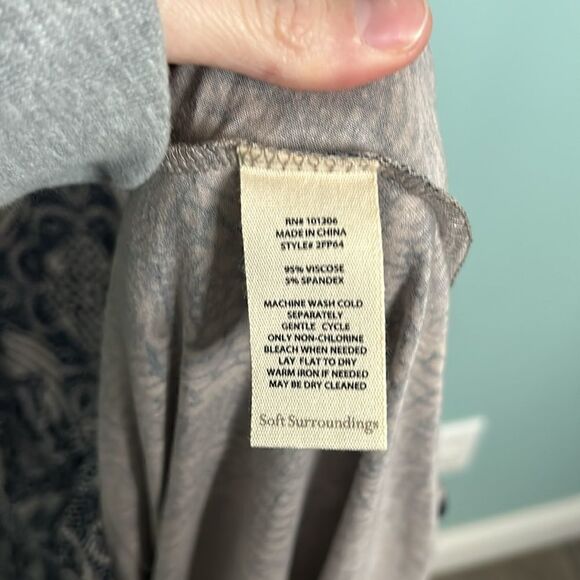 RN# 101306
MADE IN CHINA
STYLE# 2FP64
95% VISCOSE
5% SPANDEX
MACHINE WASH COLD
SEPARATELY
GENTLE CYCLE
ONLY NON-CHLORINE
BLEACH WHEN NEEDED
LAY FLAT TO DRY
WARM IRON IF NEEDED
MAY BE DRY CLEANED
Soft Surroundings